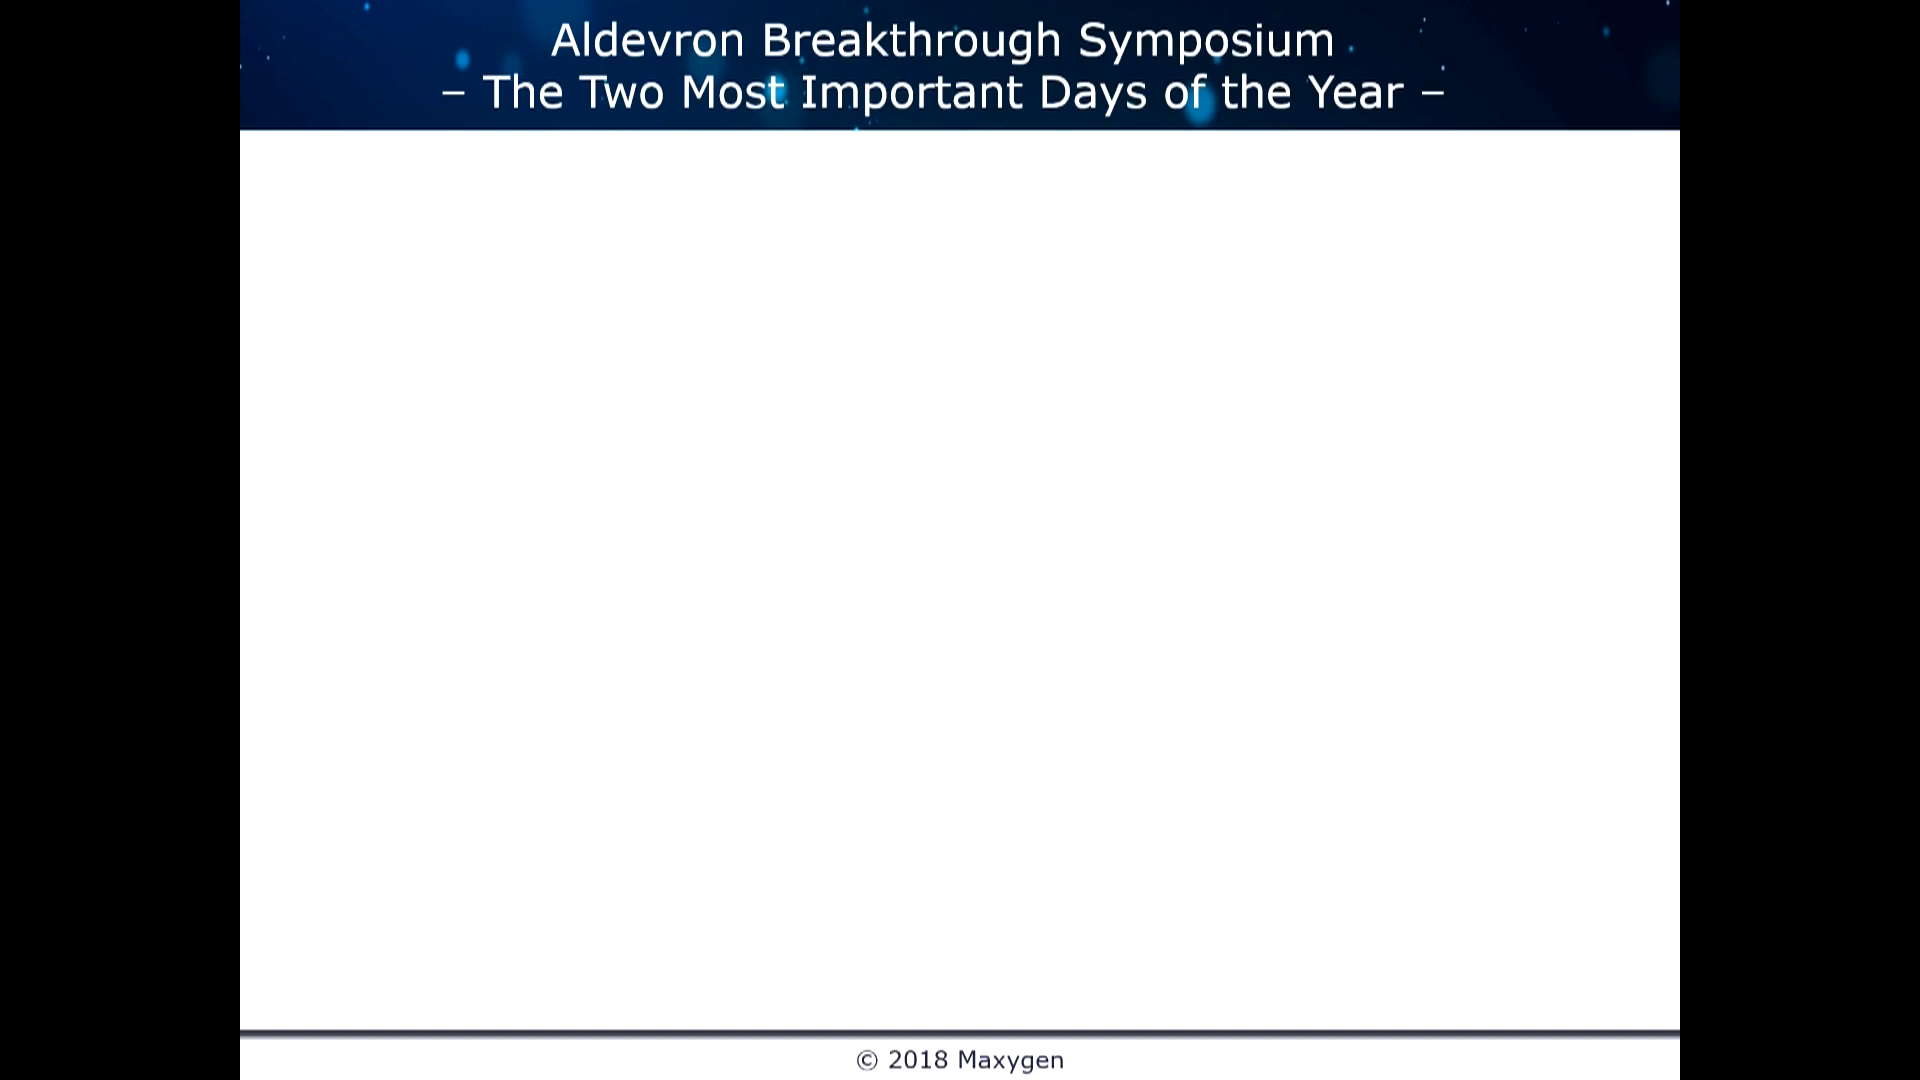 Aldevron Breakthrough Symposium
– The Two Most Important Days of the Year –
© 2018 Maxygen